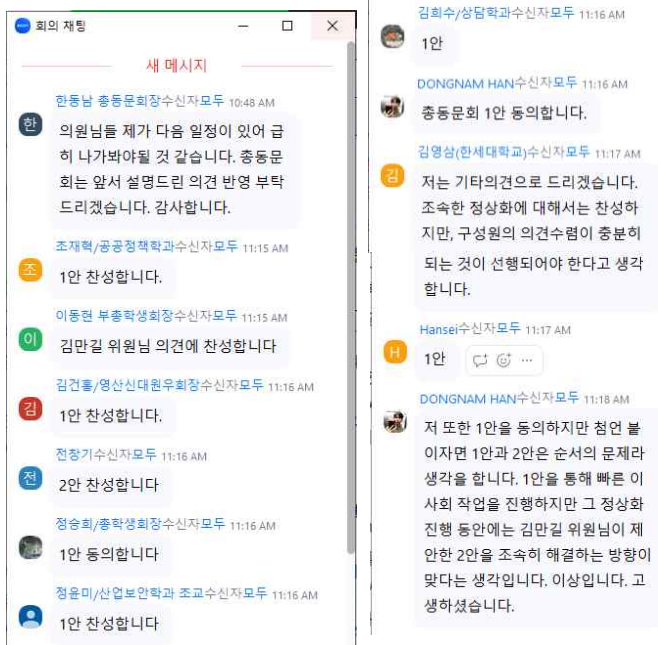 회의 채팅
새 메시지
한동남 총동문회장수신자모두 10:48 AM
한
의원님들 제가 다음 일정이 있어 급
히 나가봐야될 것 같습니다. 총동문
회는 앞서 설명드린 의견 반영 부탁
드리겠습니다. 감사합니다.
조재혁/공공정책학과수신자모두 11:15 AM
조
1안 찬성합니다.
이동현 부총학생회장수신자모두 11:15 AM
이
김만길 위원님 의견에 찬성합니다
김건홍/영산신대원우회장수신자모두 11:16 AM
김
1안 찬성합니다.
전창기수신자모두 11:16 AM
전
2안 찬성합니다
정승희/총학생회장수신자모두 11:16 AM
1안 동의합니다
정윤미/산업보안학과 조교수신자모두 11:16 AM
1안 찬성합니다
김희수/상담학과수신자모두 11:16 AM
1안
DONGNAM HAN수신자모두 11:16 AM
총동문회 1안 동의합니다.
김영삼(한세대학교)수신자모두 11:17 AM
김
저는 기타의견으로 드리겠습니다.
조속한 정상화에 대해서는 찬성하
지만, 구성원의 의견수렴이 충분히
되는 것이 선행되어야 한다고 생각
합니다.
Hansei수신자모두 11:17 AM
H
1안
DONGNAM HAN수신자모두 11:18 AM
저 또한 1안을 동의하지만 첨언 붙
이자면 1안과 2안은 순서의 문제라
생각을 합니다. 1안을 통해 빠른 이
사회 작업을 진행하지만 그 정상화
진행 동안에는 김만길 위원님이 제
안한 2안을 조속히 해결하는 방향이
맞다는 생각입니다. 이상입니다. 고
생하셨습니다.